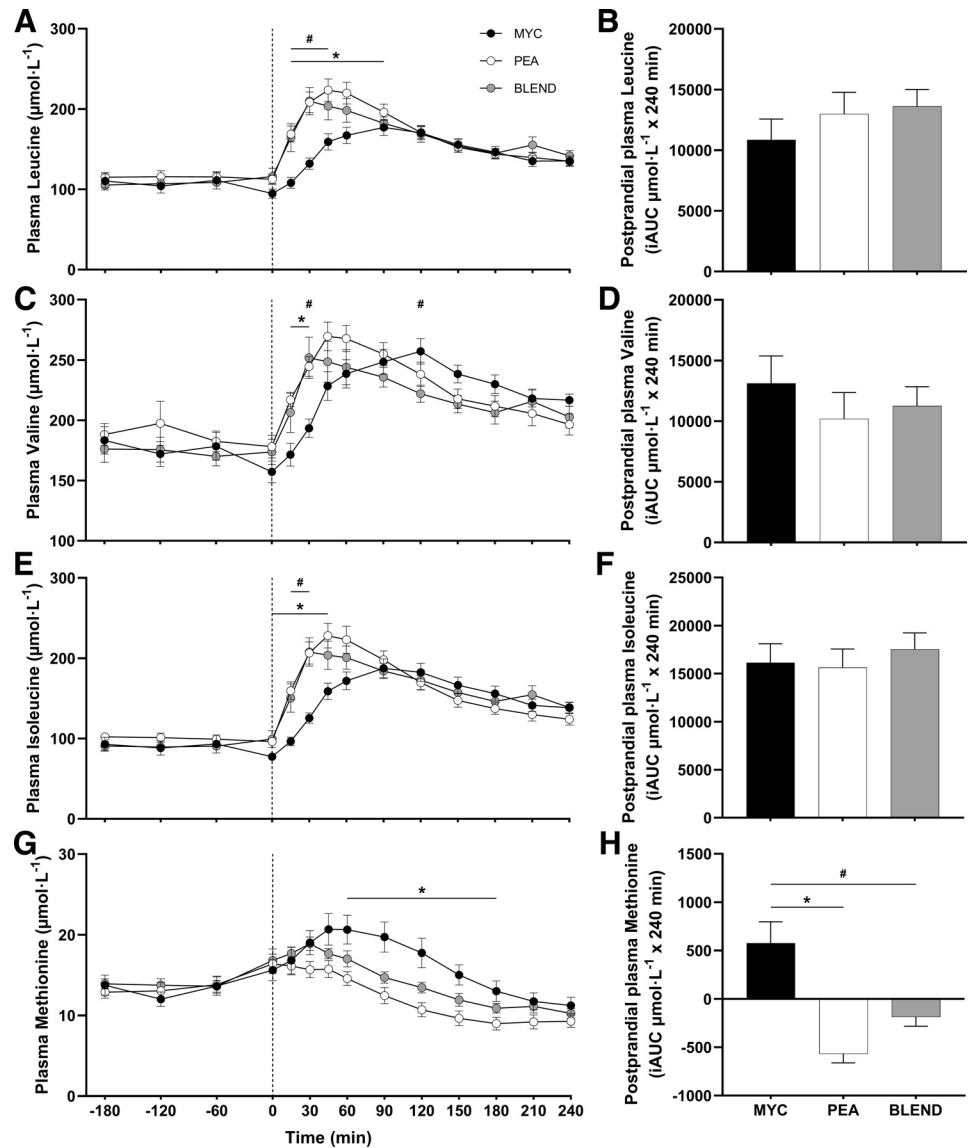 A
Plasma Leucine (µmol·L⁻¹)
300
200
100
0
#
*
MYC
PEA
BLEND
B
Postprandial plasma Leucine
(iAUC µmol·L⁻¹ x 240 min)
20000
15000
10000
5000
0
C
Plasma Valine (µmol·L⁻¹)
300
250
200
150
100
#
#
*
D
Postprandial plasma Valine
(iAUC µmol·L⁻¹ x 240 min)
20000
15000
10000
5000
0
E
Plasma Isoleucine (µmol·L⁻¹)
300
200
100
0
#
*
F
Postprandial plasma Isoleucine
(iAUC µmol·L⁻¹ x 240 min)
25000
20000
15000
10000
5000
0
G
Plasma Methionine (µmol·L⁻¹)
30
20
10
0
*
-180 -120 -60 0 30 60 90 120 150 180 210 240
Time (min)
H
Postprandial plasma Methionine
(iAUC µmol·L⁻¹ x 240 min)
1500
1000
500
0
-500
-1000
#
*
MYC PEA BLEND